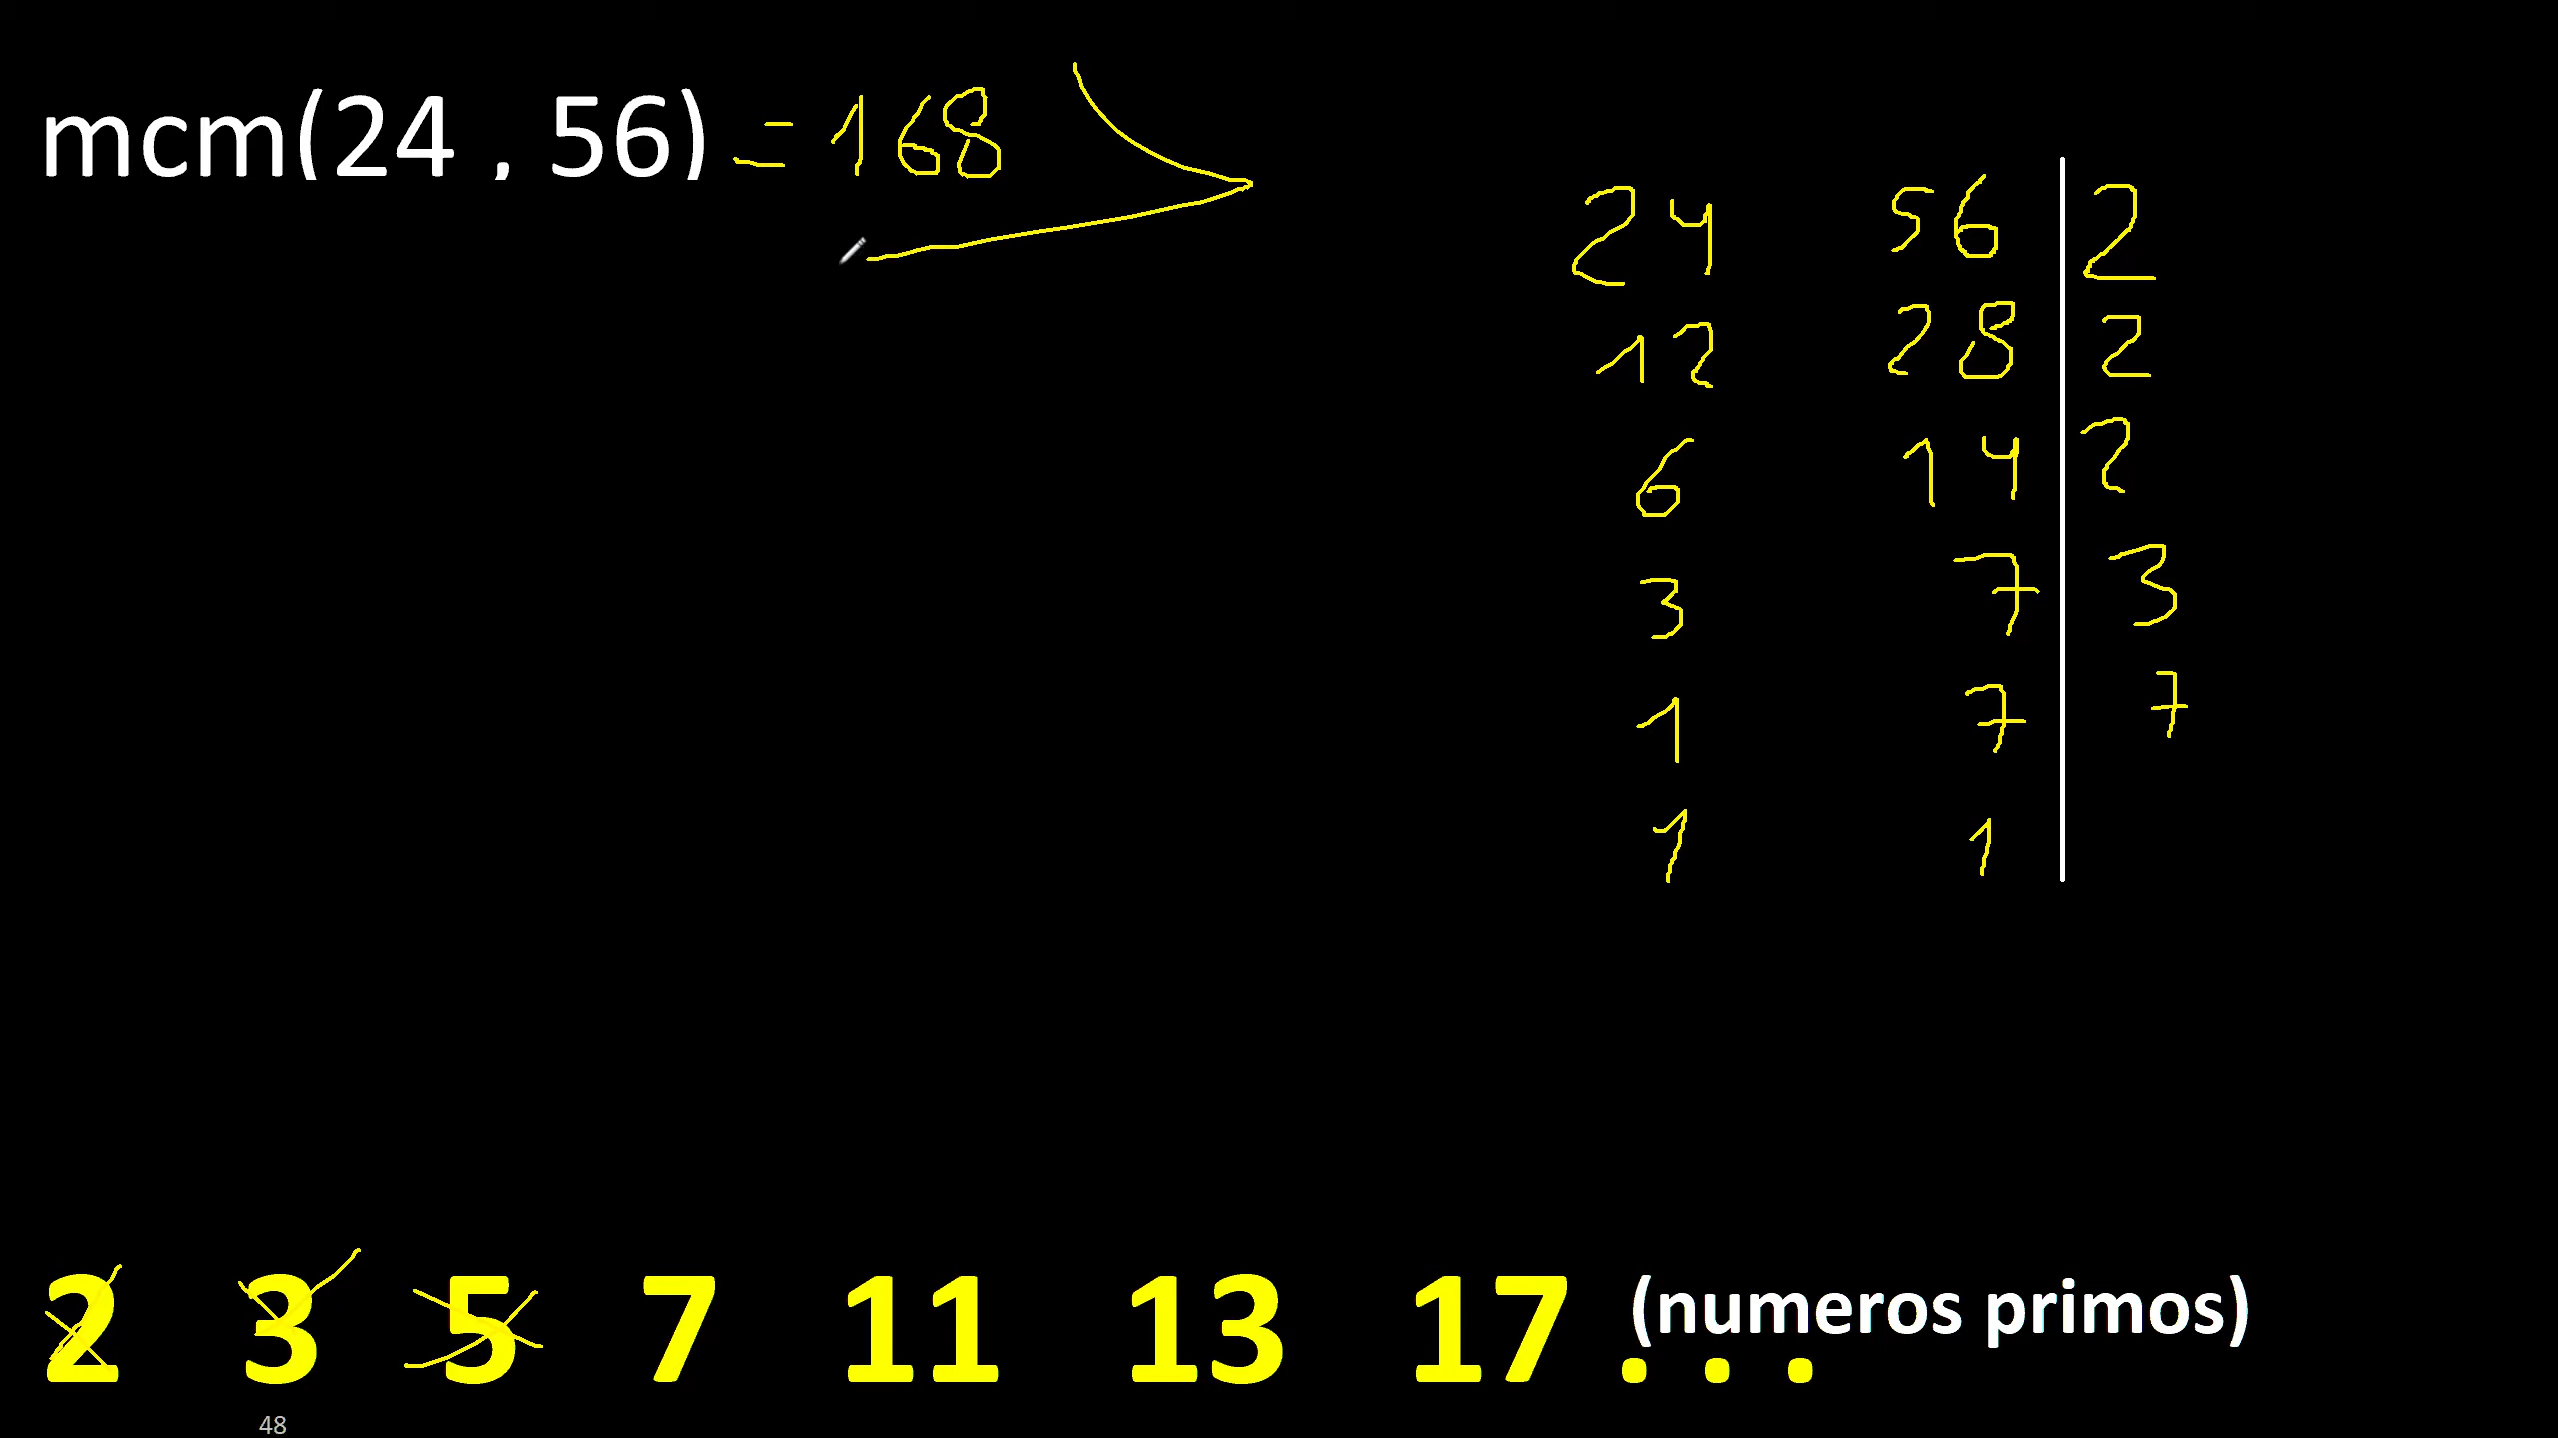 mcm(24 , 56) = 168
24 56 2
12 28 2
6 14 2
3 7 3
1 7 7
1 1
2 3 5 7 11 13 17 . . . (numeros primos)
48